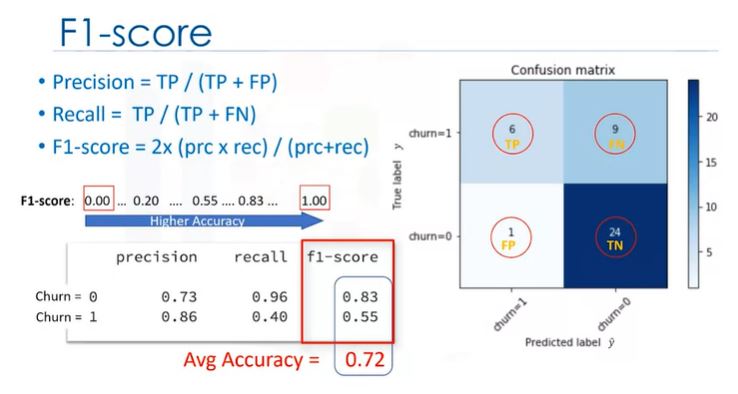 F1-score
• Precision = TP / (TP + FP)
• Recall = TP / (TP + FN)
• F1-score = 2x (prc x rec) / (prc+rec)
F1-score: 0.00 ... 0.20 .... 0.55 .... 0.83 ... 1.00
Higher Accuracy
precision recall f1-score
Churn = 0 0.73 0.96 0.83
Churn = 1 0.86 0.40 0.55
Avg Accuracy = 0.72
Confusion matrix
True label y
churn=1
churn=0
6
TP
9
FN
1
FP
24
TN
churn=1
churn=0
Predicted label ŷ
20
15
10
5